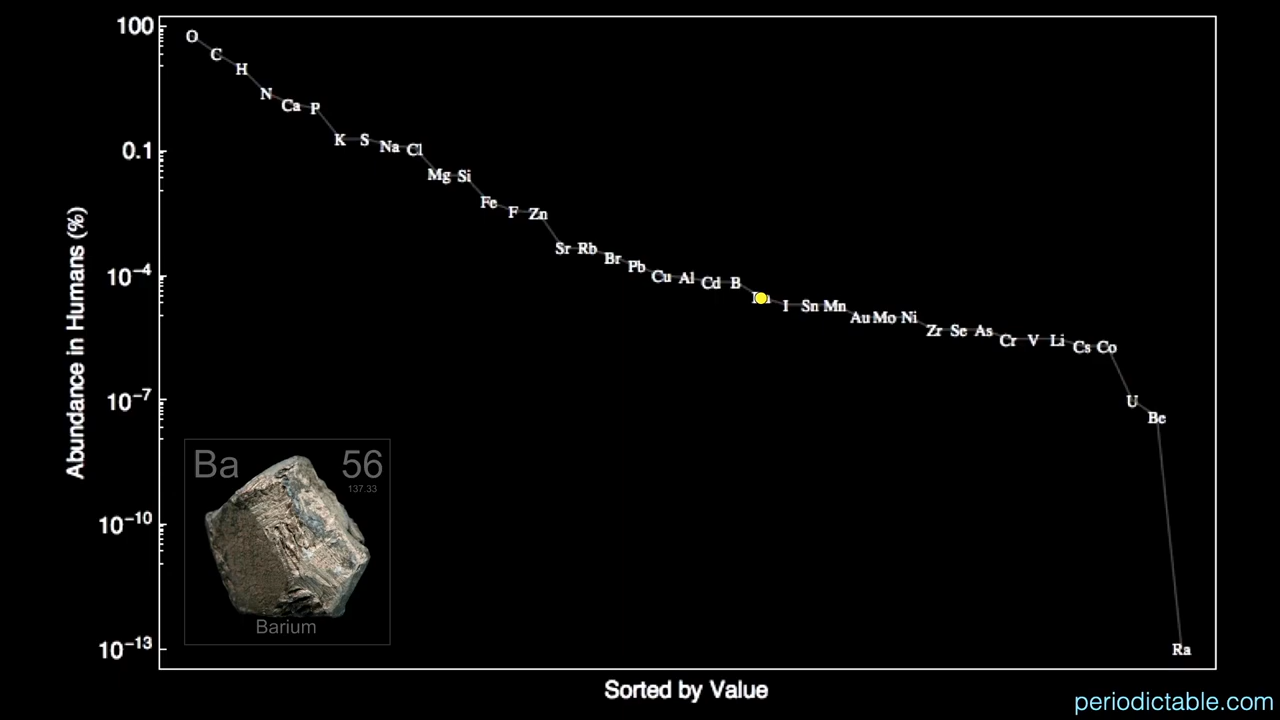 100
0.1
10⁻⁴
10⁻⁷
10⁻¹⁰
10⁻¹³
Abundance in Humans (%)
O
C
H
N
Ca
P
K
S
Na
Cl
Mg
Si
Fe
F
Zn
Sr
Rb
Br
Pb
Cu
Al
Cd
B
I
Sn
Mn
Au
Mo
Ni
Zr
Se
As
Cr
V
Li
Cs
Co
U
Be
Ra
Ba 56
137.33
Barium
Sorted by Value
periodictable.com